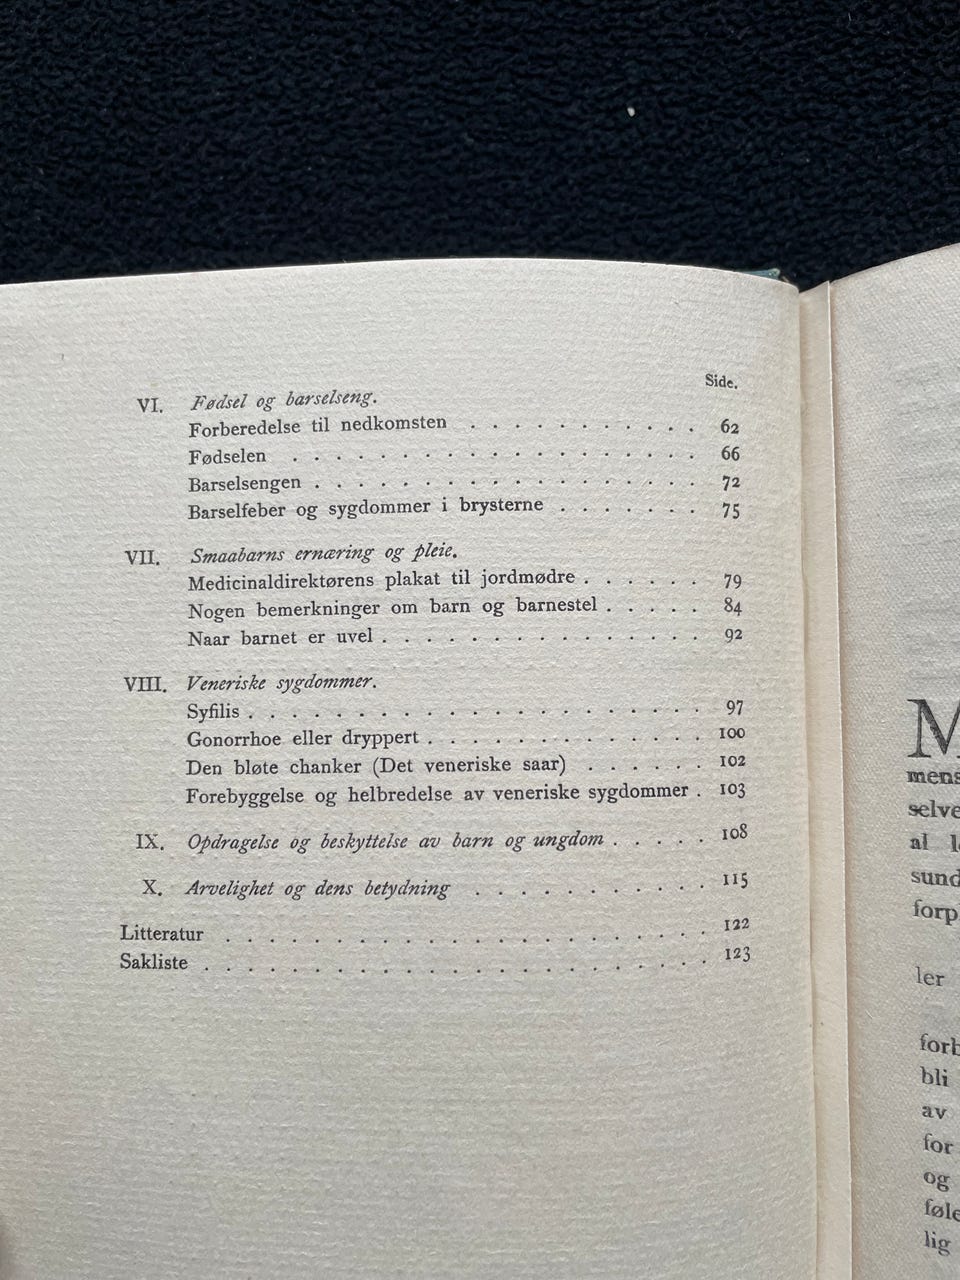 Side.
VI. Fødsel og barselseng.
Forberedelse til nedkomsten . . . . . . . . . . . 62
Fødselen . . . . . . . . . . . . . . . . . . . 66
Barselsengen . . . . . . . . . . . . . . . . . . 72
Barselfeber og sygdommer i brysterne . . . . . . . 75
VII. Smaabarns ernæring og pleie.
Medicinaldirektørens plakat til jordmødre . . . . . . 79
Nogen bemerkninger om barn og barnestel . . . . . 84
Naar barnet er uvel . . . . . . . . . . . . . . . 92
VIII. Veneriske sygdommer.
Syfilis . . . . . . . . . . . . . . . . . . . . . 97
Gonorrhoe eller dryppert . . . . . . . . . . . . . 100
Den bløte chanker (Det veneriske saar) . . . . . . 102
Forebyggelse og helbredelse av veneriske sygdommer . 103
IX. Opdragelse og beskyttelse av barn og ungdom . . . . . 108
X. Arvelighet og dens betydning . . . . . . . . . . . 115
Litteratur . . . . . . . . . . . . . . . . . . . . . . 122
Sakliste . . . . . . . . . . . . . . . . . . . . . . . 123
M
mens
selve
al l
sund
forp
ler
forb
bli
av
for
og
føle
lig